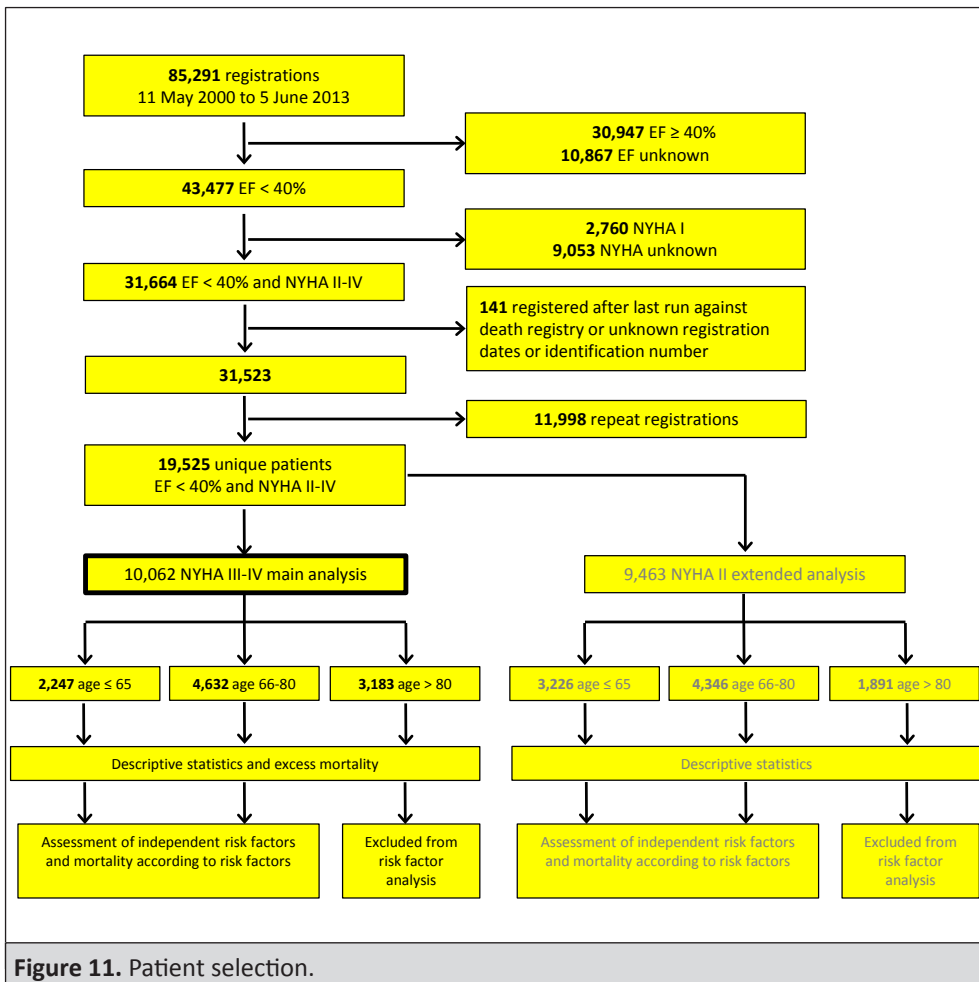 85,291 registrations
11 May 2000 to 5 June 2013
30,947 EF ≥ 40%
10,867 EF unknown
43,477 EF < 40%
2,760 NYHA I
9,053 NYHA unknown
31,664 EF < 40% and NYHA II-IV
141 registered after last run against
death registry or unknown registration
dates or identification number
31,523
11,998 repeat registrations
19,525 unique patients
EF < 40% and NYHA II-IV
10,062 NYHA III-IV main analysis
9,463 NYHA II extended analysis
2,247 age ≤ 65
4,632 age 66-80
3,183 age > 80
3,226 age ≤ 65
4,346 age 66-80
1,891 age > 80
Descriptive statistics and excess mortality
Descriptive statistics
Assessment of independent risk factors
and mortality according to risk factors
Excluded from
risk factor
analysis
Assessment of independent risk factors
and mortality according to risk factors
Excluded from
risk factor
analysis
Figure 11. Patient selection.